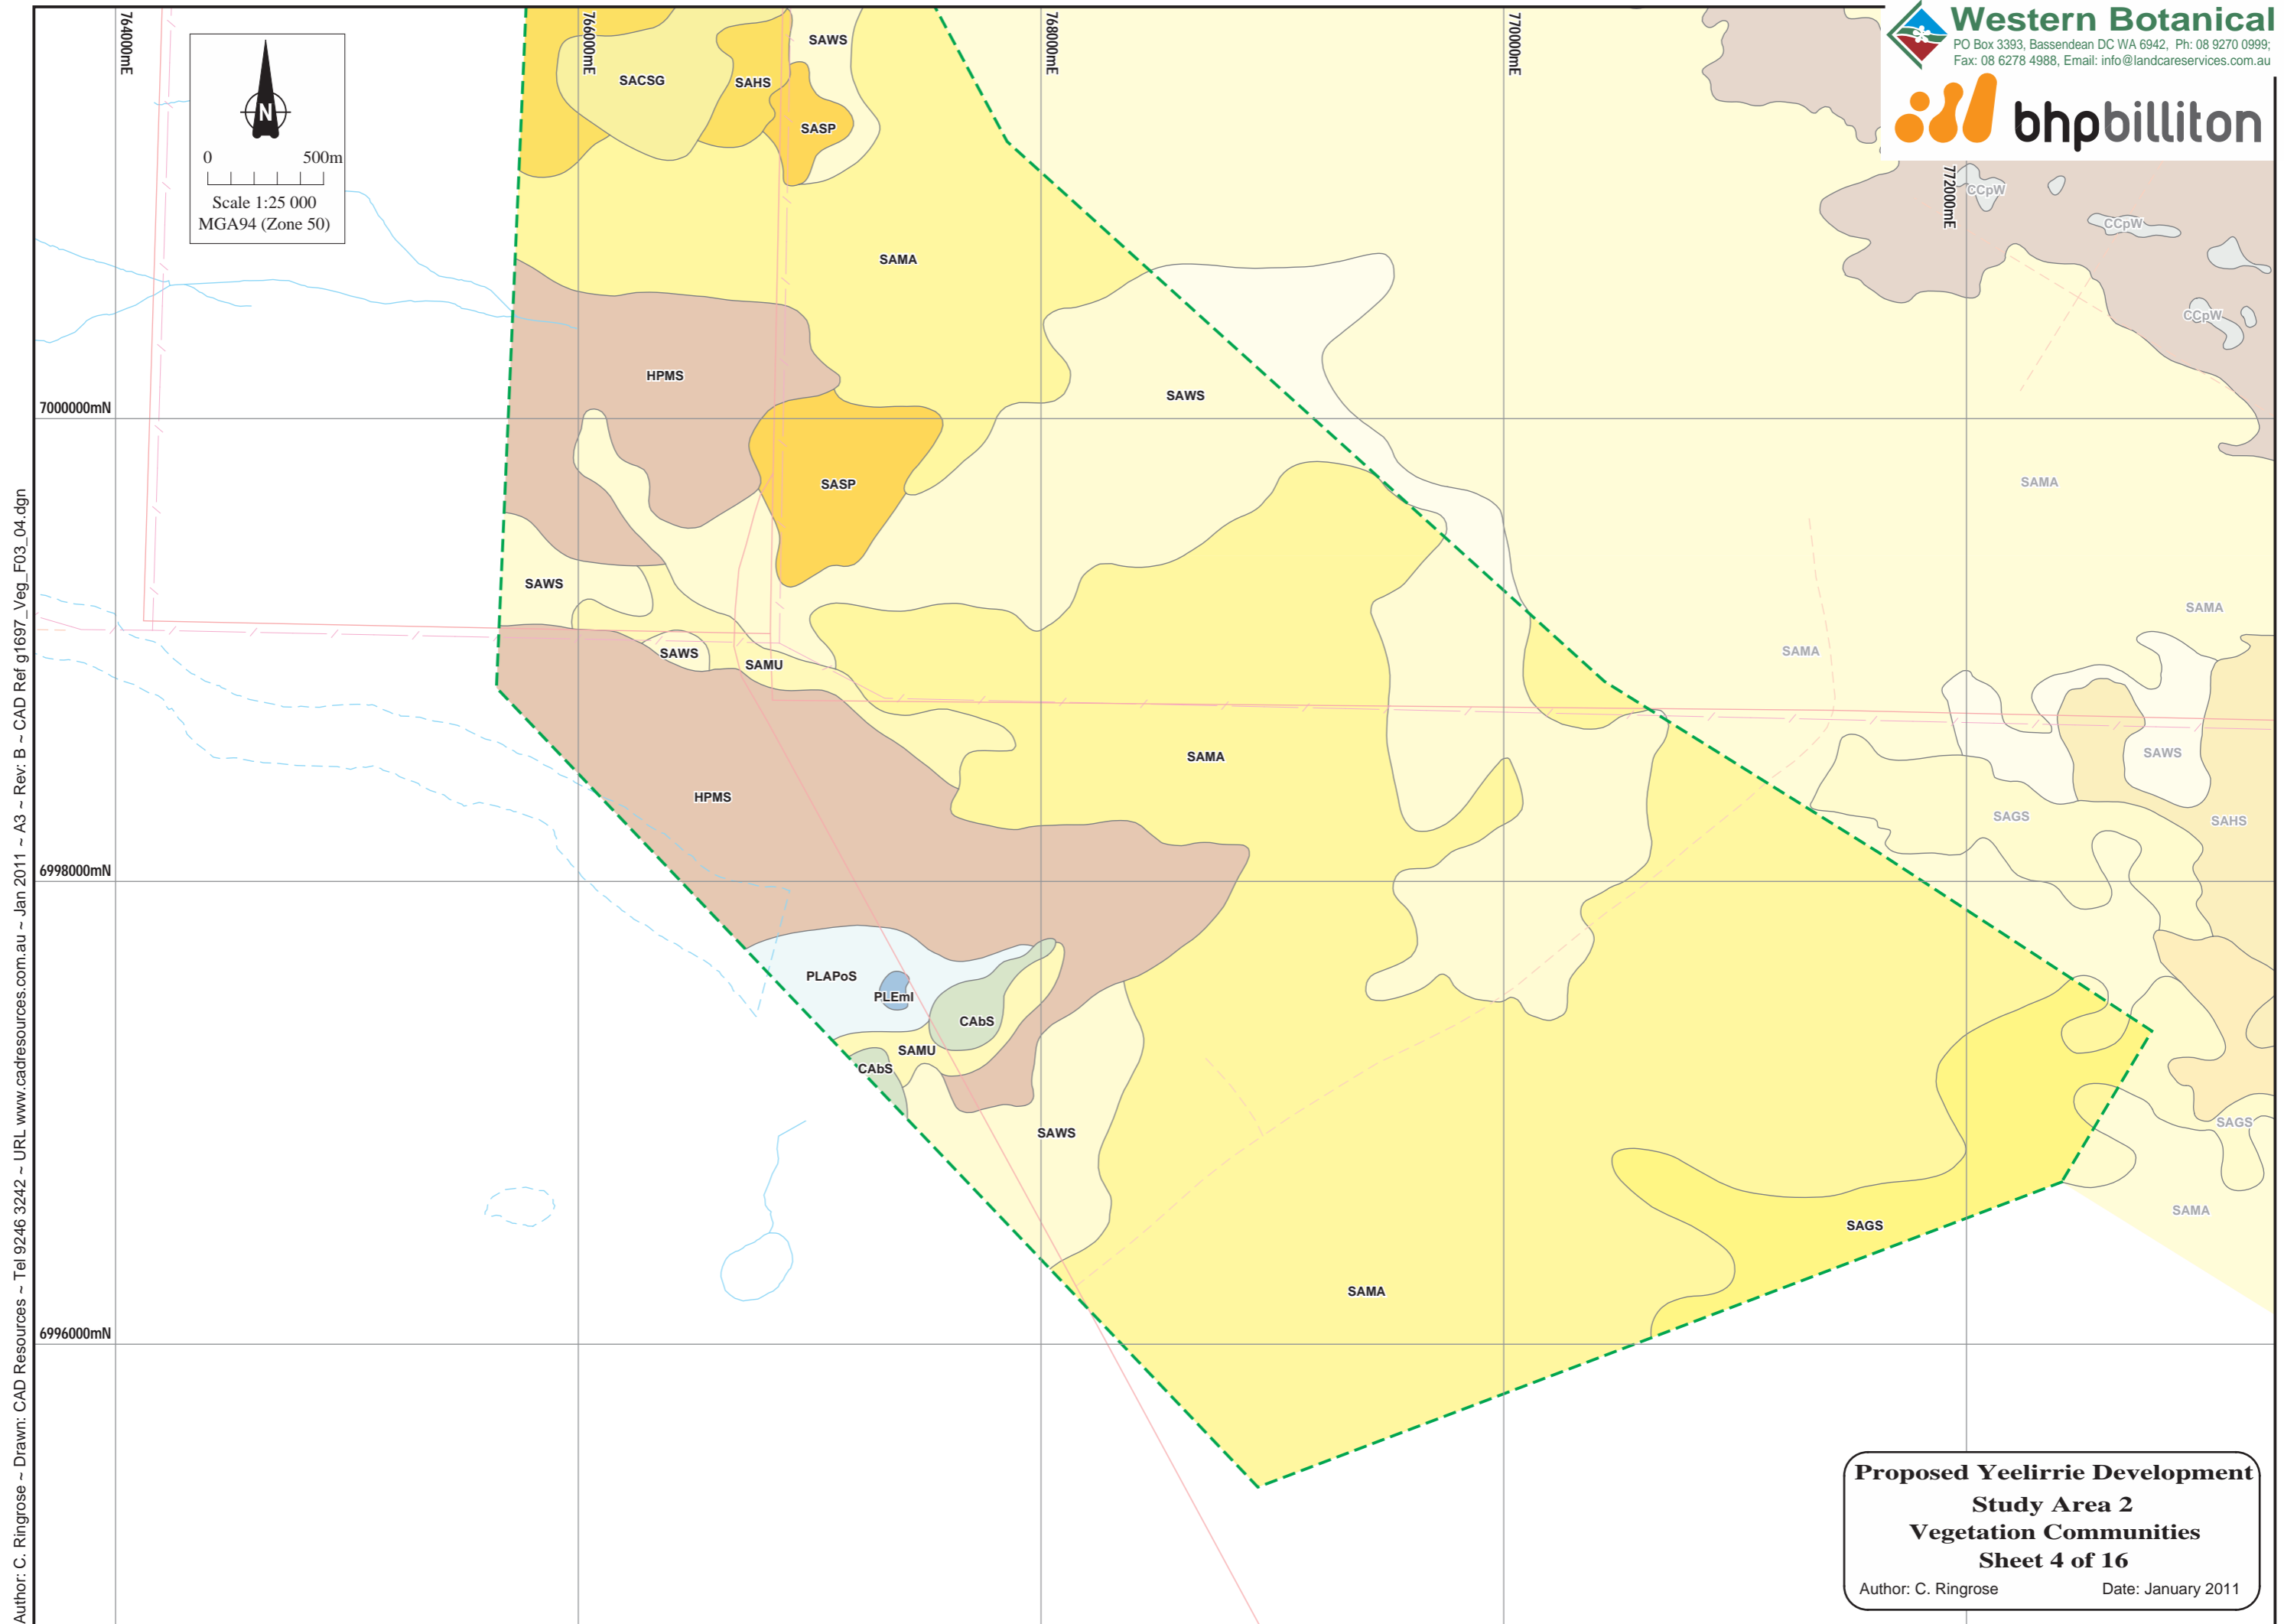 764000mE
766000mE
768000mE
770000mE
772000mE
Western Botanical
PO Box 3393, Bassendean DC WA 6942, Ph: 08 9270 0999;
Fax: 08 6278 4988, Email: info@landcareservices.com.au
bhpbilliton
N
0 500m
Scale 1:25 000
MGA94 (Zone 50)
SAWS
SACSG
SAHS
SASP
CCpW
CCpW
SAMA
CCpW
HPMS
SAWS
7000000mN
SAMA
SASP
SAWS
SAMA
SAWS
SAMU
SAMA
SAMA
SAWS
HPMS
SAGS
SAHS
6998000mN
PLAPoS
PLEmI
CAbS
SAMU
CAbS
SAWS
SAGS
SAMA
SAGS
SAMA
6996000mN
Proposed Yeelirrie Development
Study Area 2
Vegetation Communities
Sheet 4 of 16
Author: C. Ringrose Date: January 2011
Author: C. Ringrose ~ Drawn: CAD Resources ~ Tel 9246 3242 ~ URL www.cadresources.com.au ~ Jan 2011 ~ A3 ~ Rev: B ~ CAD Ref g1697_Veg_F03_04.dgn